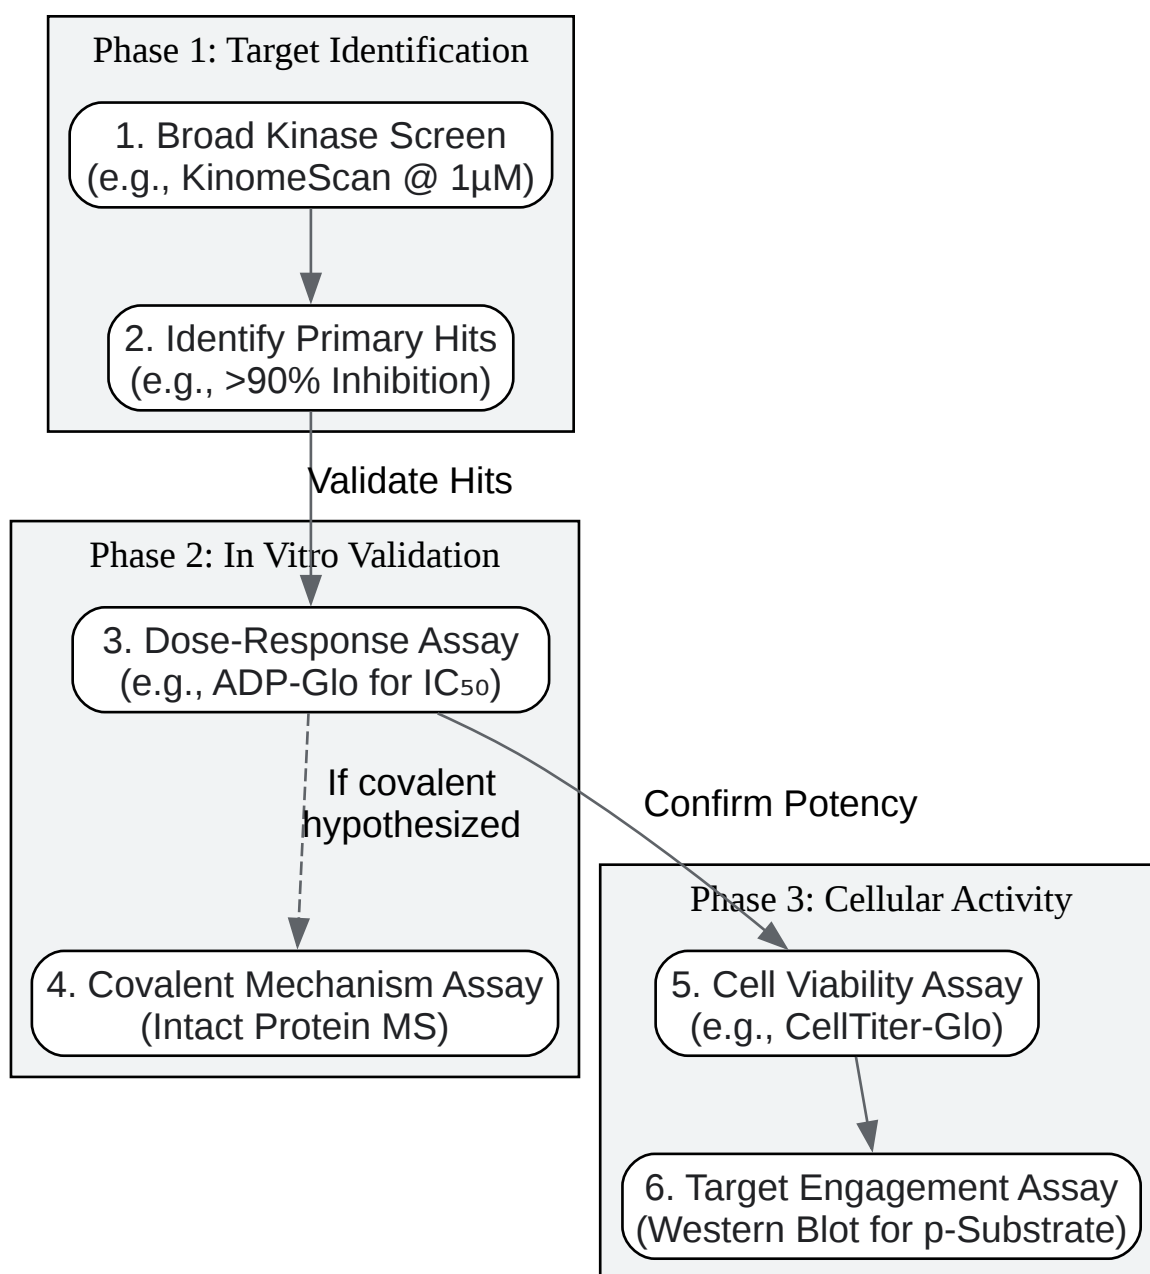 Phase 1: Target Identification
1. Broad Kinase Screen
(e.g., KinomeScan @ 1µM)
2. Identify Primary Hits
(e.g., >90% Inhibition)
Validate Hits
Phase 2: In Vitro Validation
3. Dose-Response Assay
(e.g., ADP-Glo for IC₅₀)
If covalent
hypothesized
Confirm Potency
4. Covalent Mechanism Assay
(Intact Protein MS)
Phase 3: Cellular Activity
5. Cell Viability Assay
(e.g., CellTiter-Glo)
6. Target Engagement Assay
(Western Blot for p-Substrate)